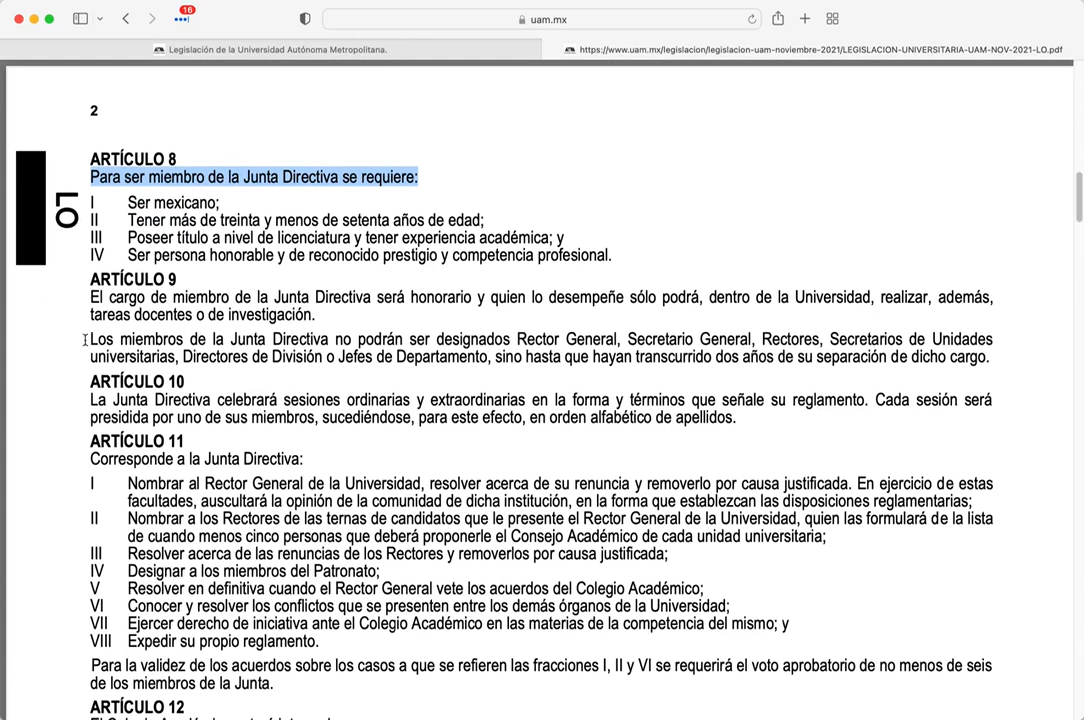 16
uam.mx
Legislación de la Universidad Autónoma Metropolitana.
https://www.uam.mx/legislacion/legislacion-uam-noviembre-2021/LEGISLACION-UNIVERSITARIA-UAM-NOV-2021-LO.pdf
2
LO
ARTÍCULO 8
Para ser miembro de la Junta Directiva se requiere:
I Ser mexicano;
II Tener más de treinta y menos de setenta años de edad;
III Poseer título a nivel de licenciatura y tener experiencia académica; y
IV Ser persona honorable y de reconocido prestigio y competencia profesional.
ARTÍCULO 9
El cargo de miembro de la Junta Directiva será honorario y quien lo desempeñe sólo podrá, dentro de la Universidad, realizar, además,
tareas docentes o de investigación.
Los miembros de la Junta Directiva no podrán ser designados Rector General, Secretario General, Rectores, Secretarios de Unidades
universitarias, Directores de División o Jefes de Departamento, sino hasta que hayan transcurrido dos años de su separación de dicho cargo.
ARTÍCULO 10
La Junta Directiva celebrará sesiones ordinarias y extraordinarias en la forma y términos que señale su reglamento. Cada sesión será
presidida por uno de sus miembros, sucediéndose, para este efecto, en orden alfabético de apellidos.
ARTÍCULO 11
Corresponde a la Junta Directiva:
I Nombrar al Rector General de la Universidad, resolver acerca de su renuncia y removerlo por causa justificada. En ejercicio de estas
facultades, auscultará la opinión de la comunidad de dicha institución, en la forma que establezcan las disposiciones reglamentarias;
II Nombrar a los Rectores de las ternas de candidatos que le presente el Rector General de la Universidad, quien las formulará de la lista
de cuando menos cinco personas que deberá proponerle el Consejo Académico de cada unidad universitaria;
III Resolver acerca de las renuncias de los Rectores y removerlos por causa justificada;
IV Designar a los miembros del Patronato;
V Resolver en definitiva cuando el Rector General vete los acuerdos del Colegio Académico;
VI Conocer y resolver los conflictos que se presenten entre los demás órganos de la Universidad;
VII Ejercer derecho de iniciativa ante el Colegio Académico en las materias de la competencia del mismo; y
VIII Expedir su propio reglamento.
Para la validez de los acuerdos sobre los casos a que se refieren las fracciones I, II y VI se requerirá el voto aprobatorio de no menos de seis
de los miembros de la Junta.
ARTÍCULO 12